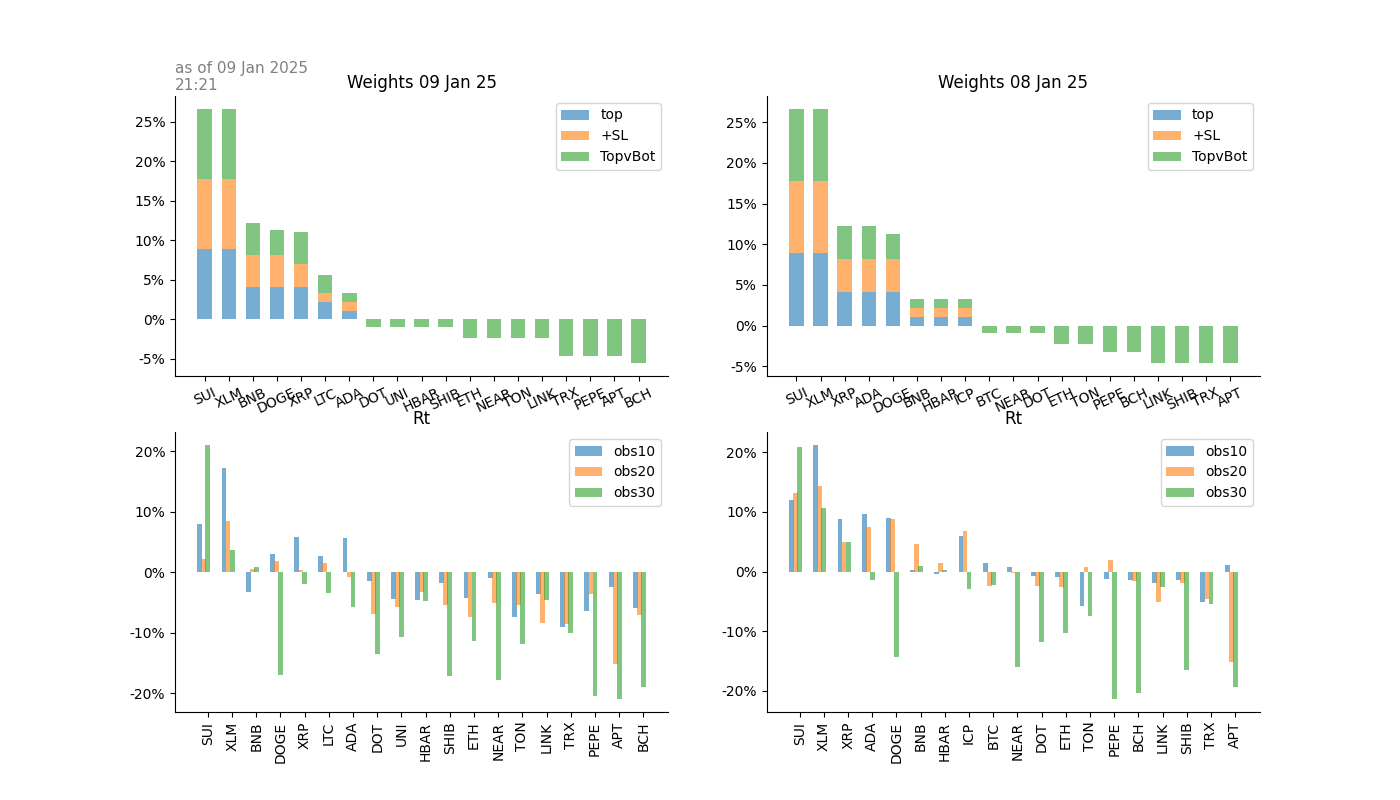 as of 09 Jan 2025
21:21
Weights 09 Jan 25
25%
20%
15%
10%
5%
0%
-5%
top
+SL
TopvBot
SUI XLM BNB DOGE XRP LTC ADA DOT UNI HBAR SHIB ETH NEAR TON LINK TRX PEPE APT BCH
Weights 08 Jan 25
25%
20%
15%
10%
5%
0%
-5%
top
+SL
TopvBot
SUI XLM XRP ADA DOGE BNB HBAR ICP BTC NEAR DOT ETH TON PEPE BCH LINK SHIB TRX APT
Rt
20%
10%
0%
-10%
-20%
obs10
obs20
obs30
SUI XLM BNB DOGE XRP LTC ADA DOT UNI HBAR SHIB ETH NEAR TON LINK TRX PEPE APT BCH
Rt
20%
10%
0%
-10%
-20%
obs10
obs20
obs30
SUI XLM XRP ADA DOGE BNB HBAR ICP BTC NEAR DOT ETH TON PEPE BCH LINK SHIB TRX APT